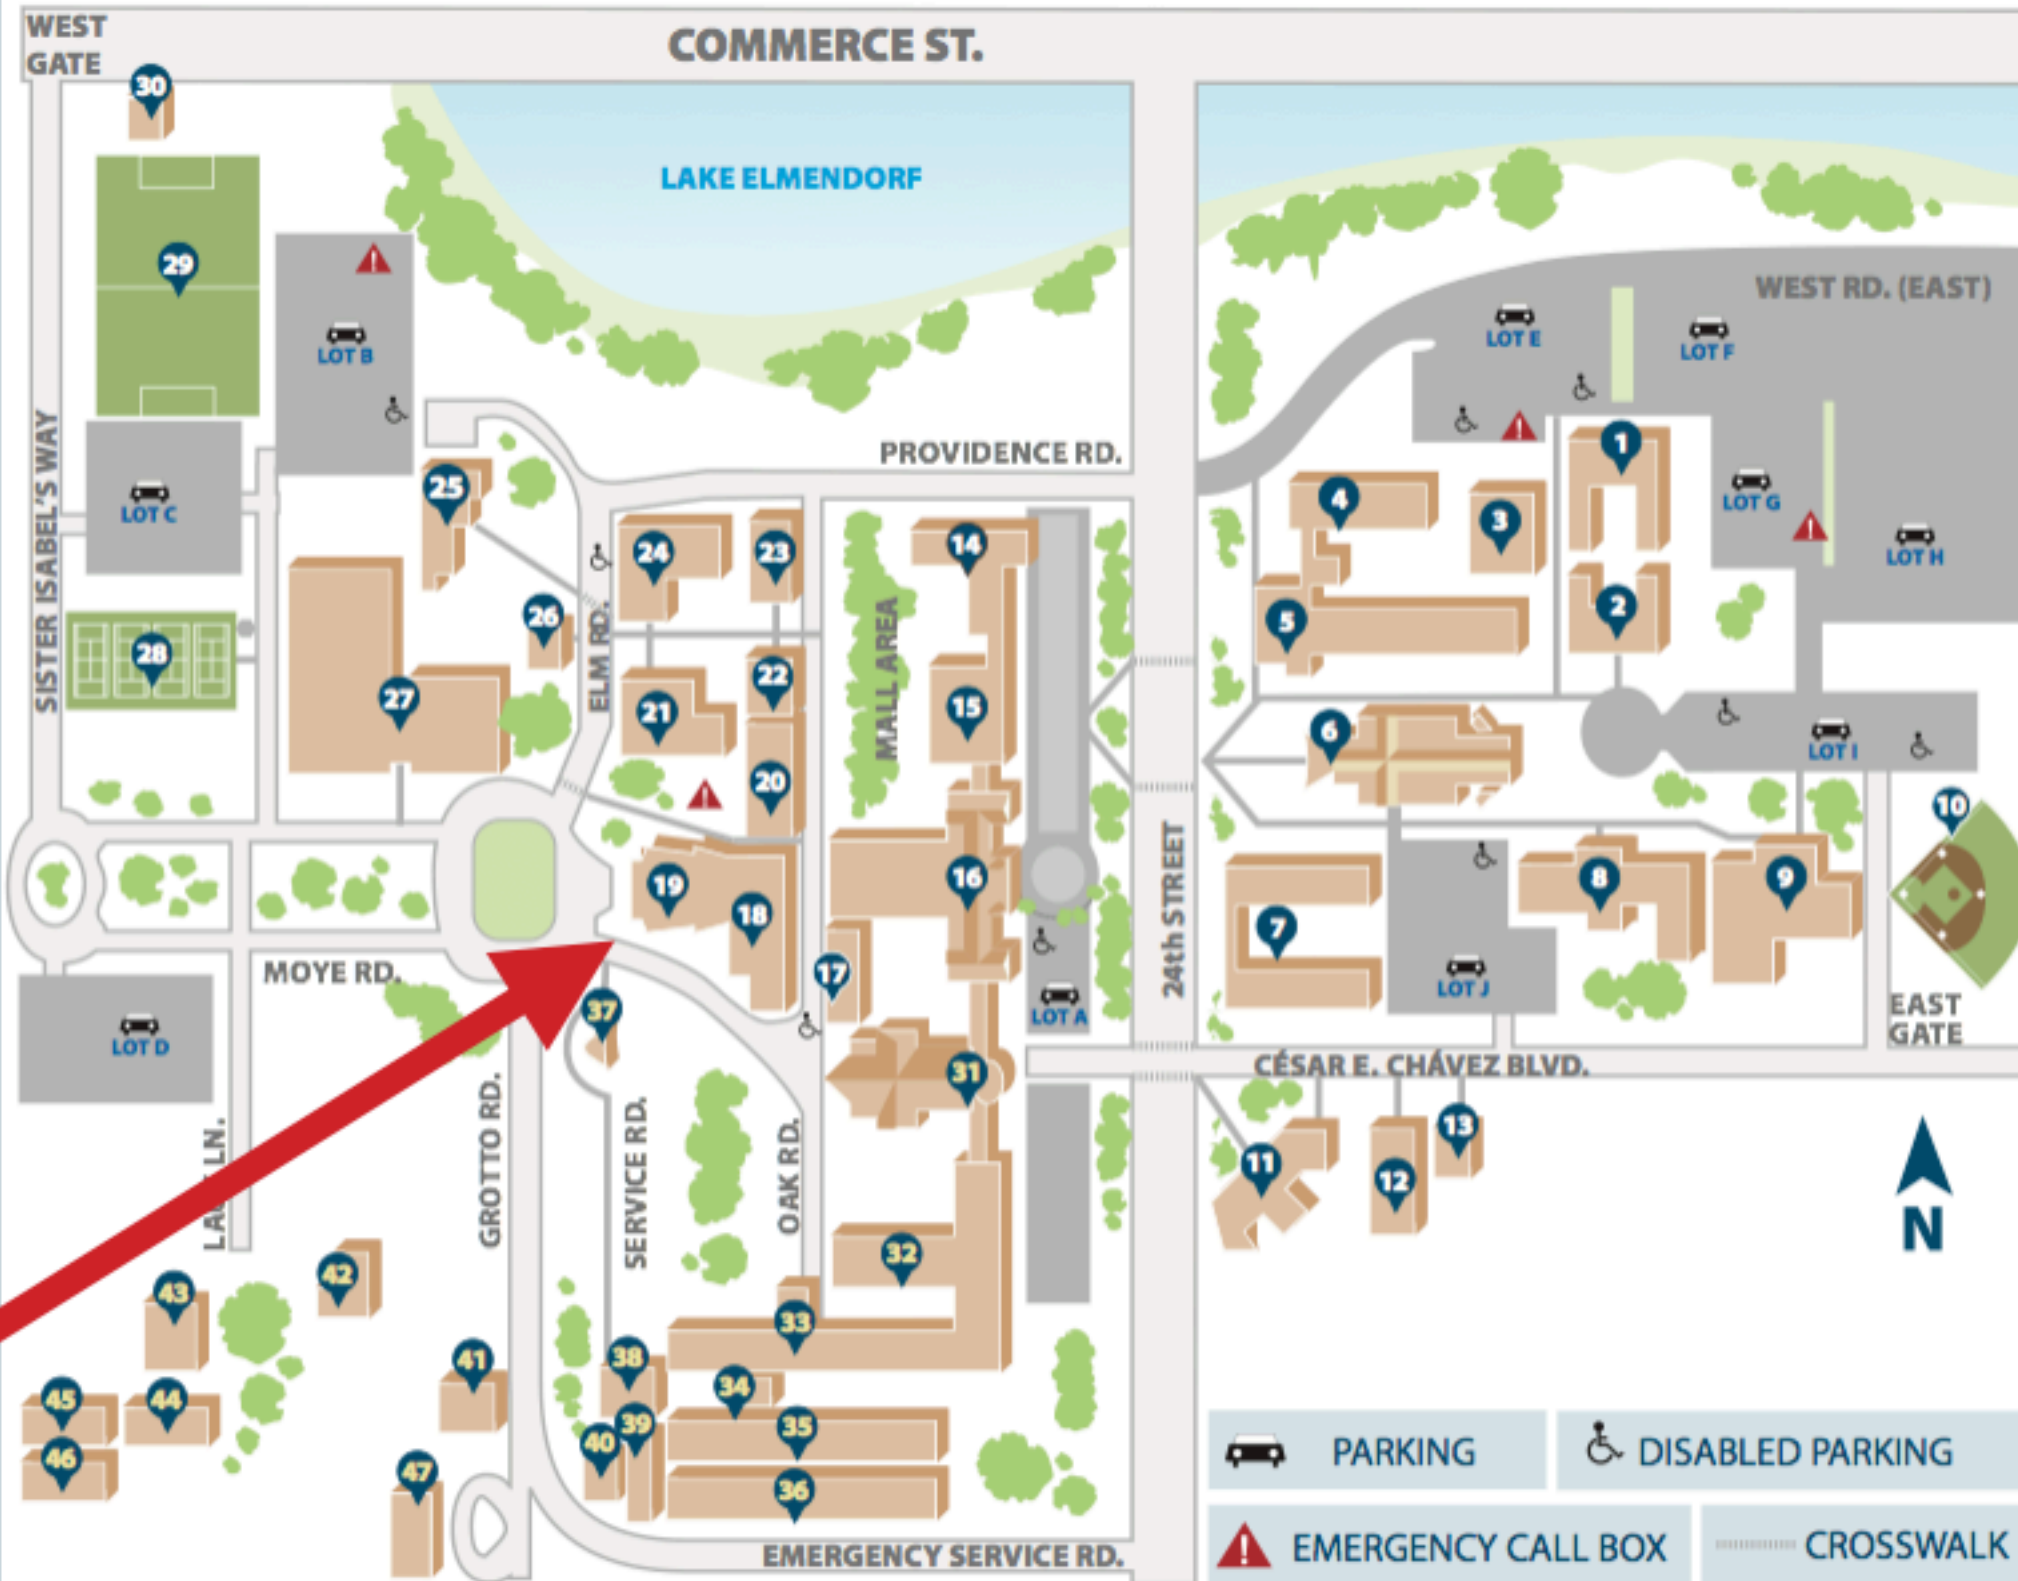 WEST
GATE
COMMERCE ST.
30
LAKE ELMENDORF
29
WEST RD. (EAST)
LOT B
LOT E
LOT F
SISTER ISABEL'S WAY
PROVIDENCE RD.
1
LOT C
25
4
3
LOT G
LOT H
24
23
14
26
5
2
28
ELM RD.
MALL AREA
27
21
22
15
6
LOT I
20
10
24th STREET
19
18
16
7
8
9
MOYE RD.
17
LOT A
LOT J
EAST
GATE
LOT D
37
31
CÉSAR E. CHÁVEZ BLVD.
GROTTO RD.
SERVICE RD.
OAK RD.
LN.
11
12
13
N
43
42
32
33
41
38
34
45
44
39
35
40
46
47
36
PARKING
DISABLED PARKING
EMERGENCY CALL BOX
CROSSWALK
EMERGENCY SERVICE RD.